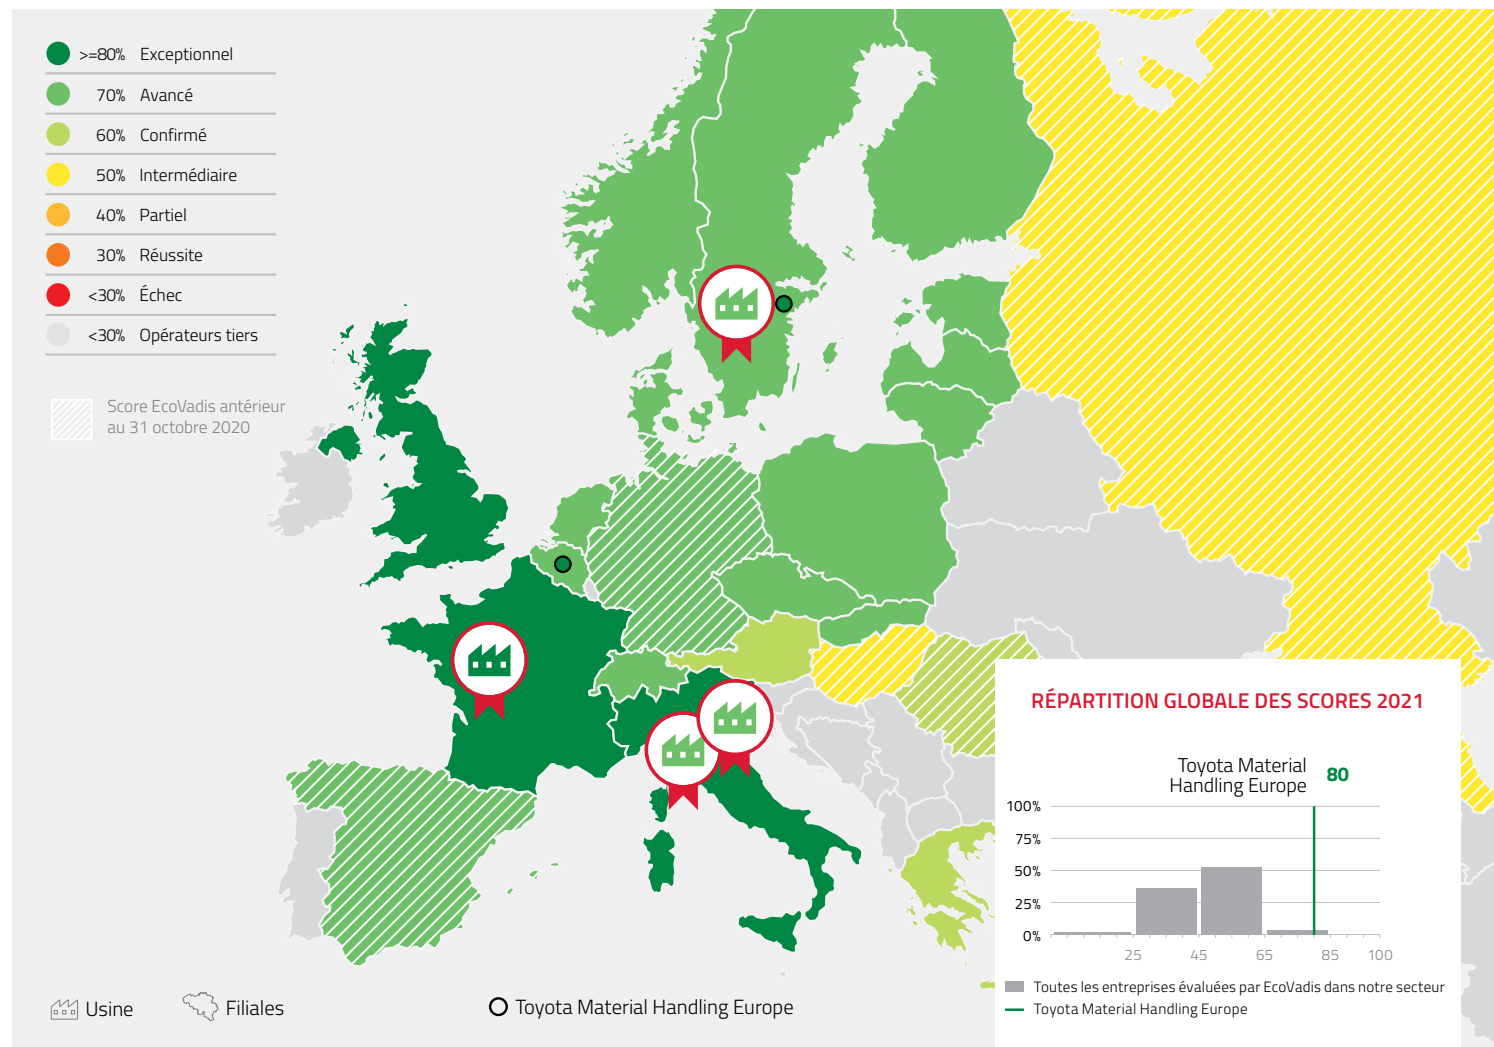 >=80% Exceptionnel
70% Avancé
60% Confirmé
50% Intermédiaire
40% Partiel
30% Réussite
<30% Échec
<30% Opérateurs tiers
Score EcoVadis antérieur
au 31 octobre 2020
RÉPARTITION GLOBALE DES SCORES 2021
Toyota Material
Handling Europe
80
100%
75%
50%
25%
0%
25 45 65 85 100
Toutes les entreprises évaluées par EcoVadis dans notre secteur
Toyota Material Handling Europe
Usine
Filiales
Toyota Material Handling Europe